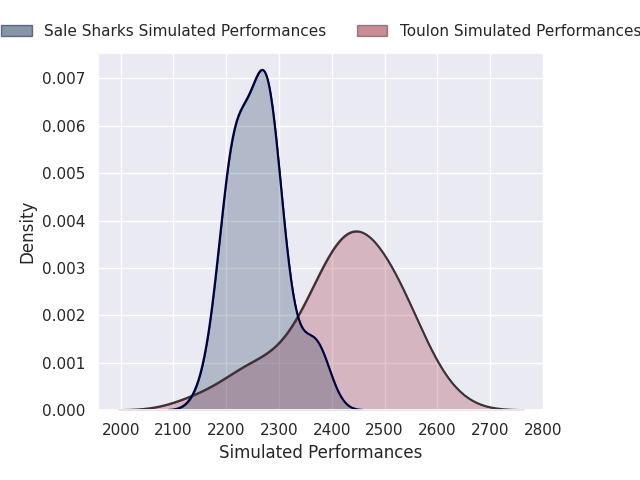 Sale Sharks Simulated Performances
Toulon Simulated Performances
0.007
0.006
0.005
0.004
0.003
0.002
0.001
0.000
Density
2000 2100 2200 2300 2400 2500 2600 2700 2800
Simulated Performances